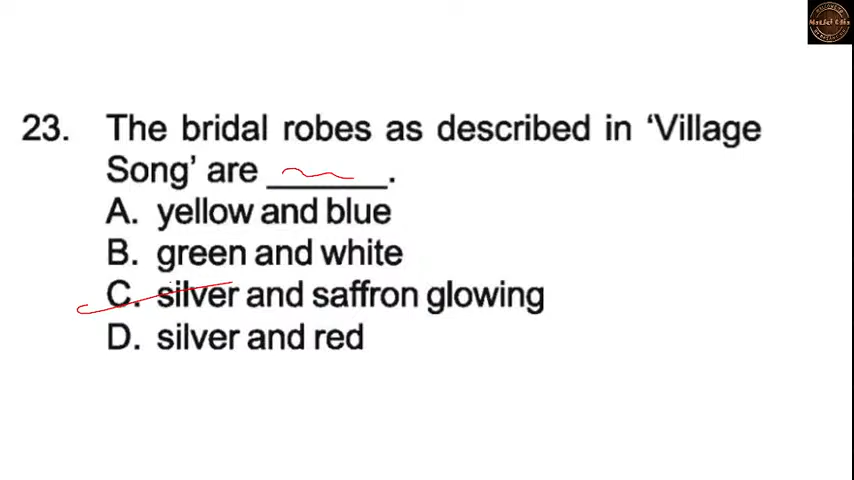 23. The bridal robes as described in 'Village
Song' are ______.
A. yellow and blue
B. green and white
C. silver and saffron glowing
D. silver and red